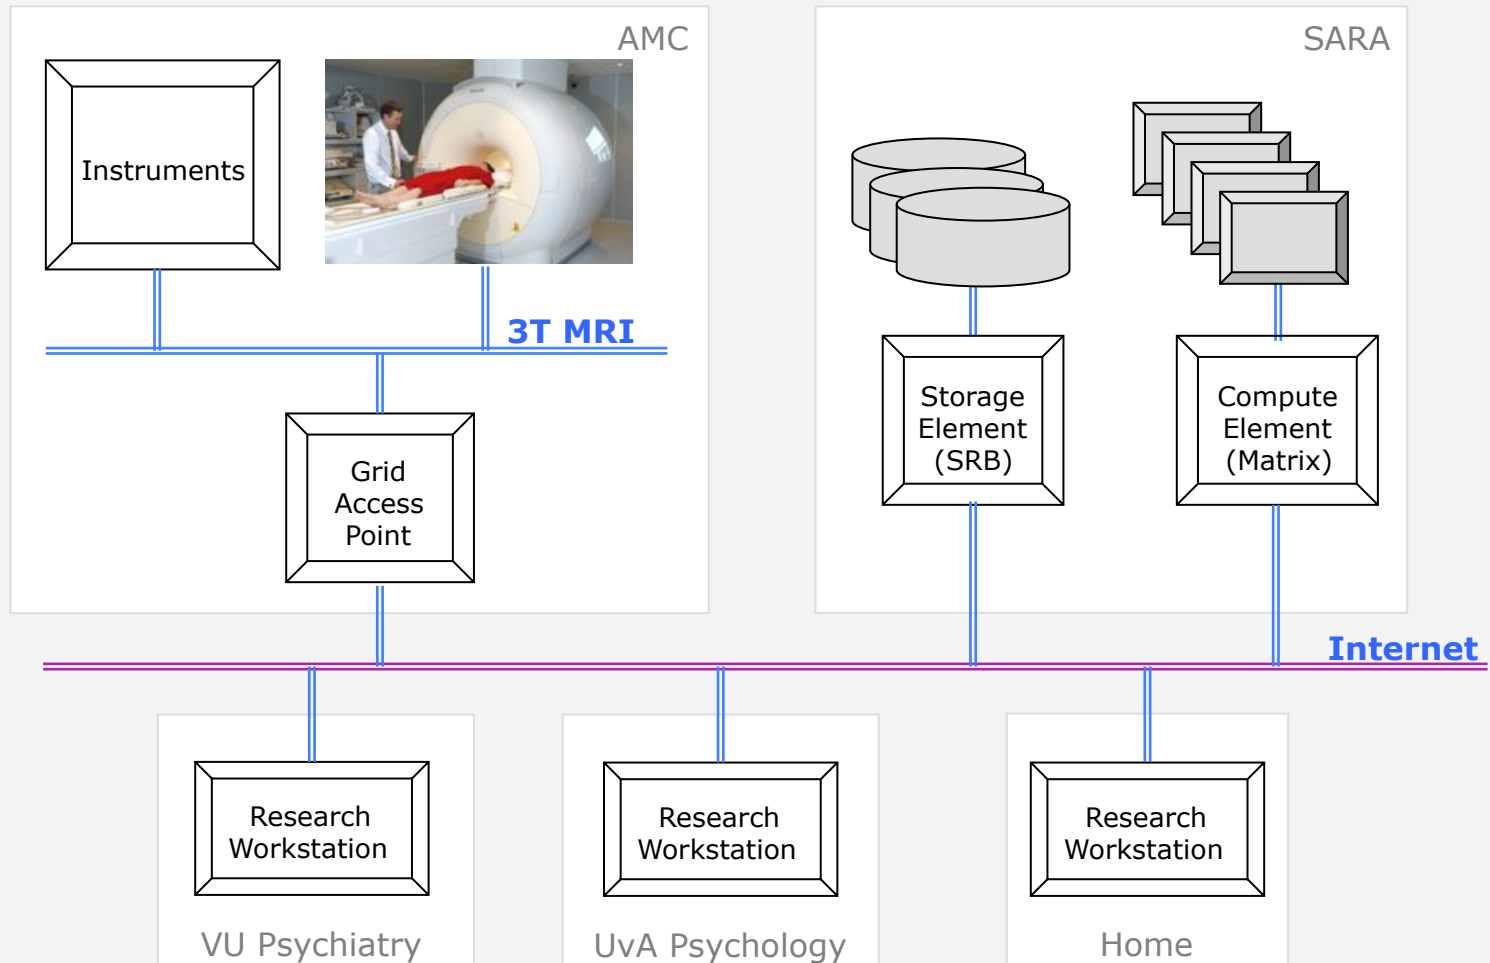 AMC
SARA
Instruments
3T MRI
Grid
Access
Point
Storage
Element
(SRB)
Compute
Element
(Matrix)
Internet
Research
Workstation
VU Psychiatry
Research
Workstation
UvA Psychology
Research
Workstation
Home